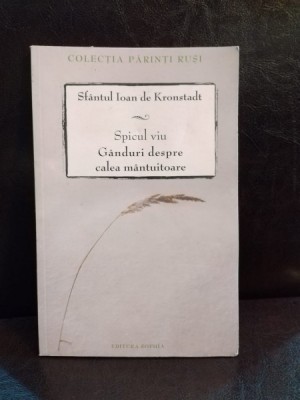 COLECȚIA PĂRINȚI RUȘI
Sfântul Ioan de Kronstadt
Spicul viu
Gânduri despre
calea mântuitoare
EDITURA SOPHIA